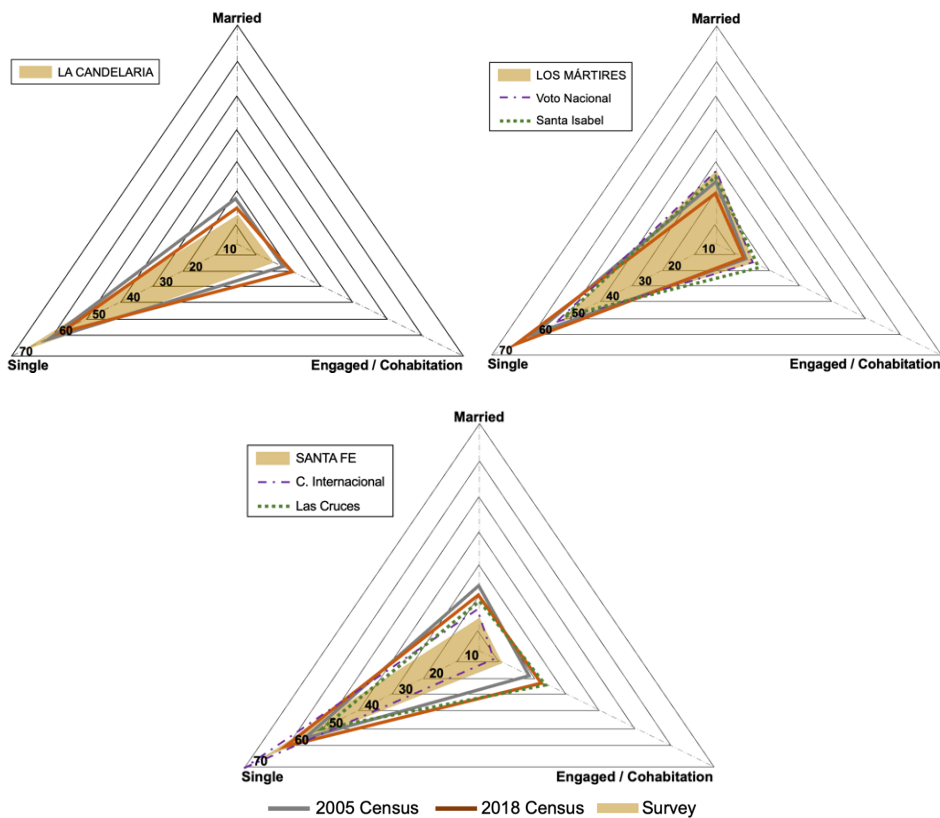 Married
LA CANDELARIA
10
20
30
40
50
60
70
Single
Engaged / Cohabitation
Married
LOS MÁRTIRES
Voto Nacional
Santa Isabel
10
20
30
40
50
60
70
Single
Engaged / Cohabitation
Married
SANTA FE
C. Internacional
Las Cruces
10
20
30
40
50
60
70
Single
Engaged / Cohabitation
2005 Census 2018 Census Survey